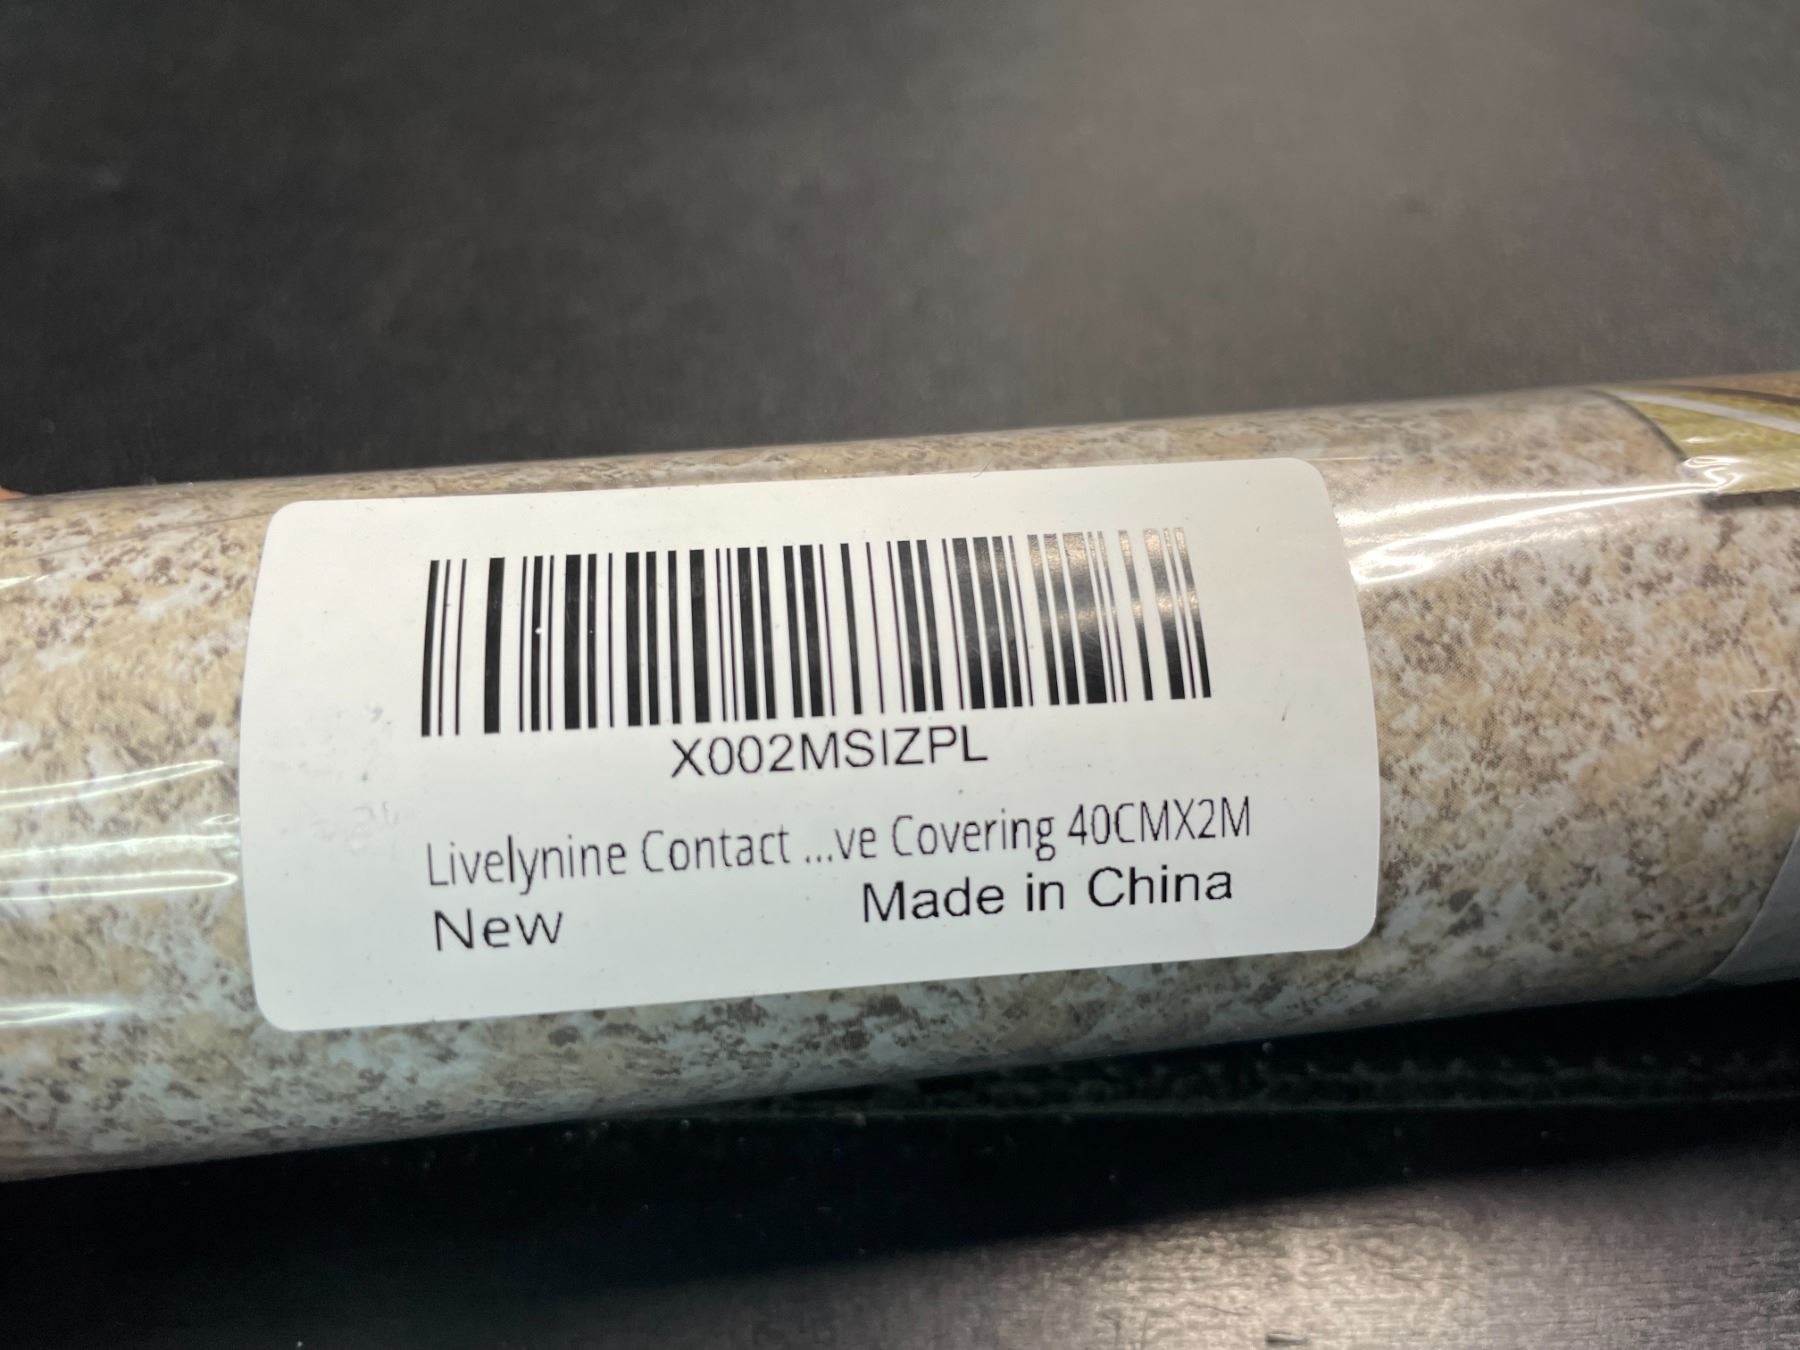 X002MSIZPL
Livelynine Contact ...ve Covering 40CMX2M
New Made in China